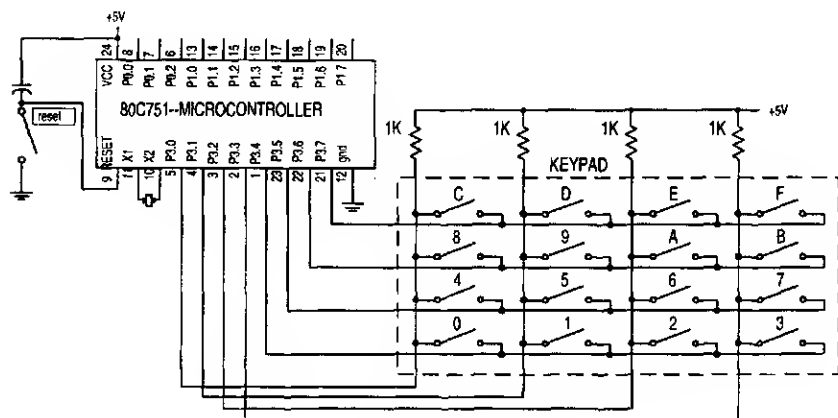 +5V
24 8 7 6 13 14 15 16 17 18 19 20
VCC P0.0 P0.1 P0.2 P1.0 P1.1 P1.2 P1.3 P1.4 P1.5 P1.6 P1.7
80C751--MICROCONTROLLER
reset
RESET X1 X2 P3.0 P3.1 P3.2 P3.3 P3.4 P3.5 P3.6 P3.7 gnd
9 11 10 5 4 3 2 1 23 22 21 12
+5V
1K 1K 1K 1K
KEYPAD
C D E F
8 9 A B
4 5 6 7
0 1 2 3